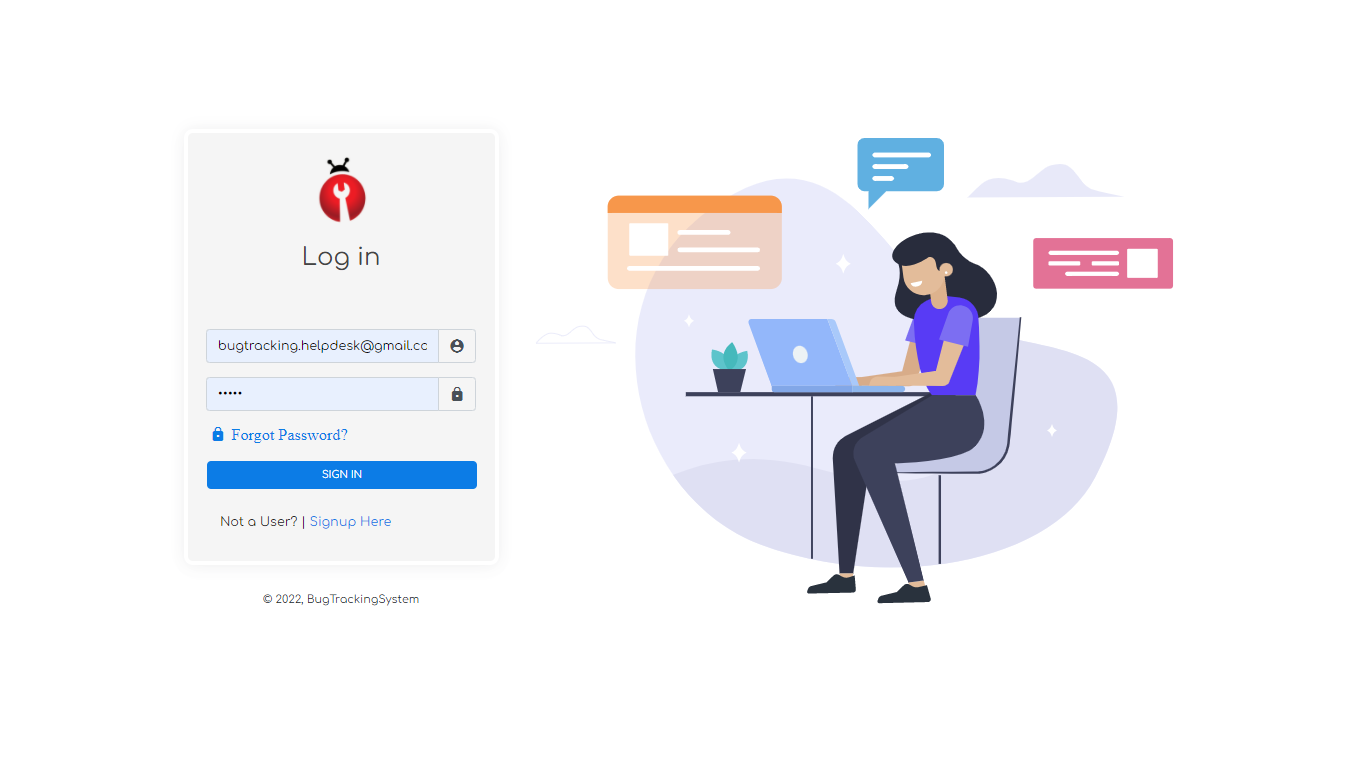 Log in
bugtracking.helpdesk@gmail.cc
•••••
Forgot Password?
SIGN IN
Not a User? | Signup Here
© 2022, BugTrackingSystem